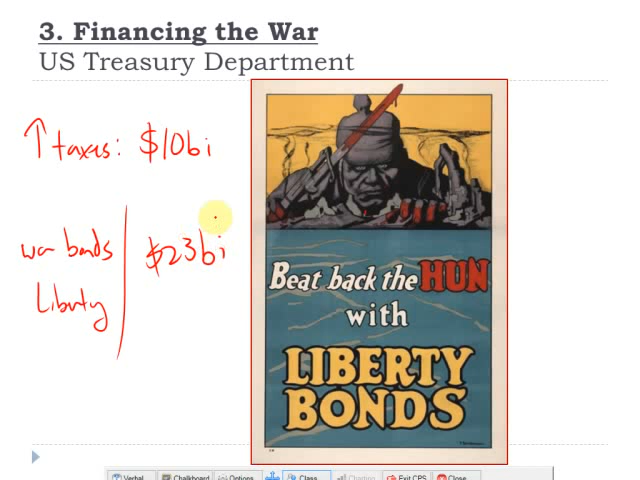 3. Financing the War
US Treasury Department
↑ taxes: $10bi
war bonds
$23bi
Liberty
Beat back the HUN
with
LIBERTY
BONDS
Verbal Chalkboard Options Class Charting Exit CPS Close